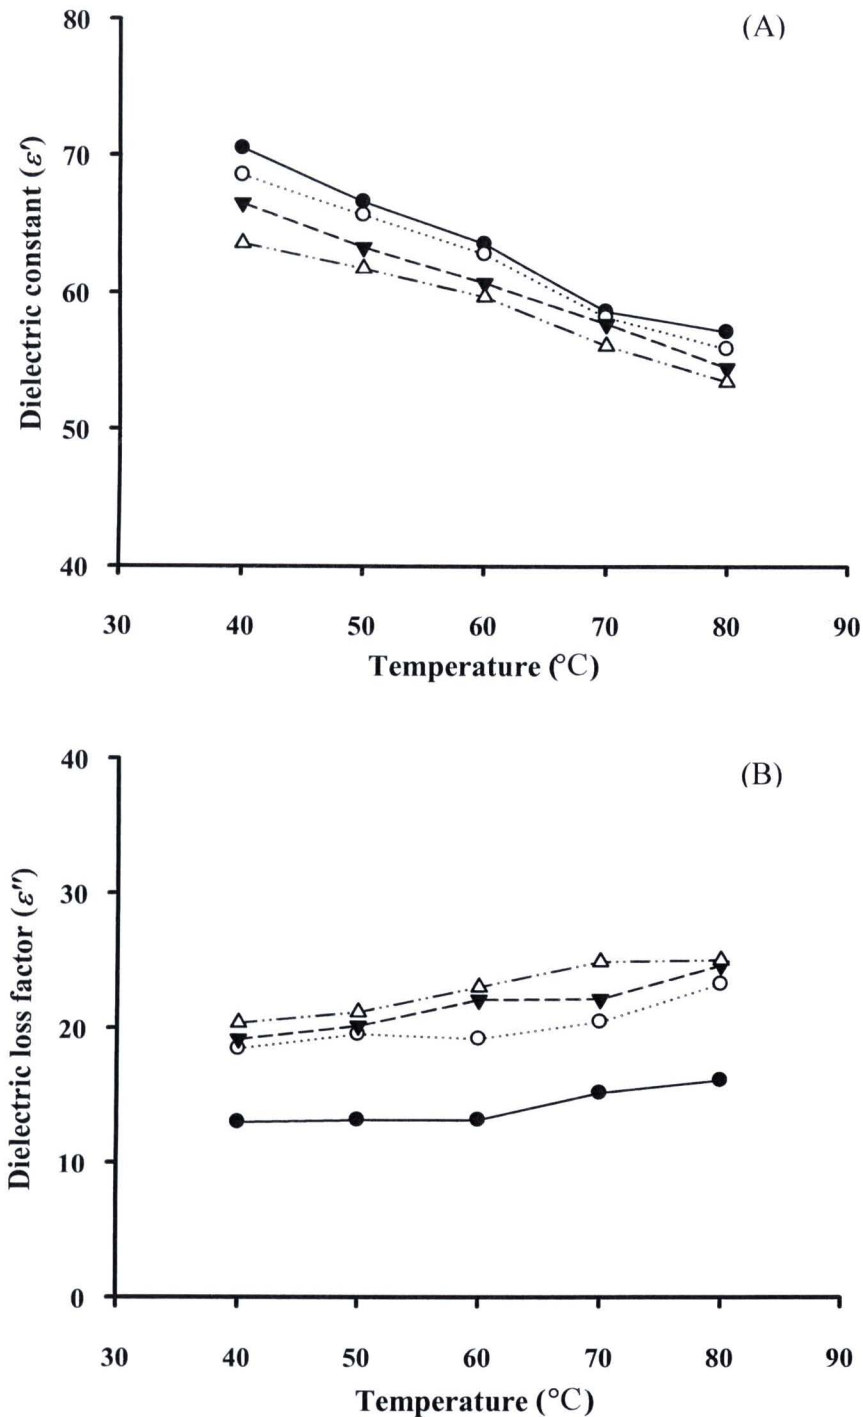 (A)
80
70
60
50
40
Dielectric constant (ε′)
30 40 50 60 70 80 90
Temperature (°C)
(B)
40
30
20
10
0
Dielectric loss factor (ε″)
30 40 50 60 70 80 90
Temperature (°C)